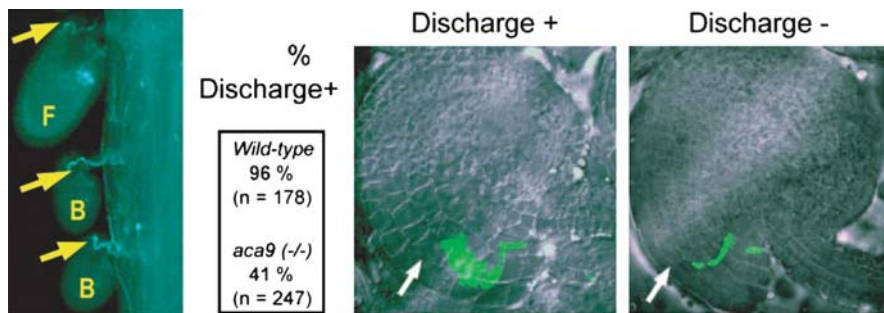 F
B
B
%
Discharge+
Wild-type
96 %
(n = 178)
aca9 (-/-)
41 %
(n = 247)
Discharge +
Discharge -